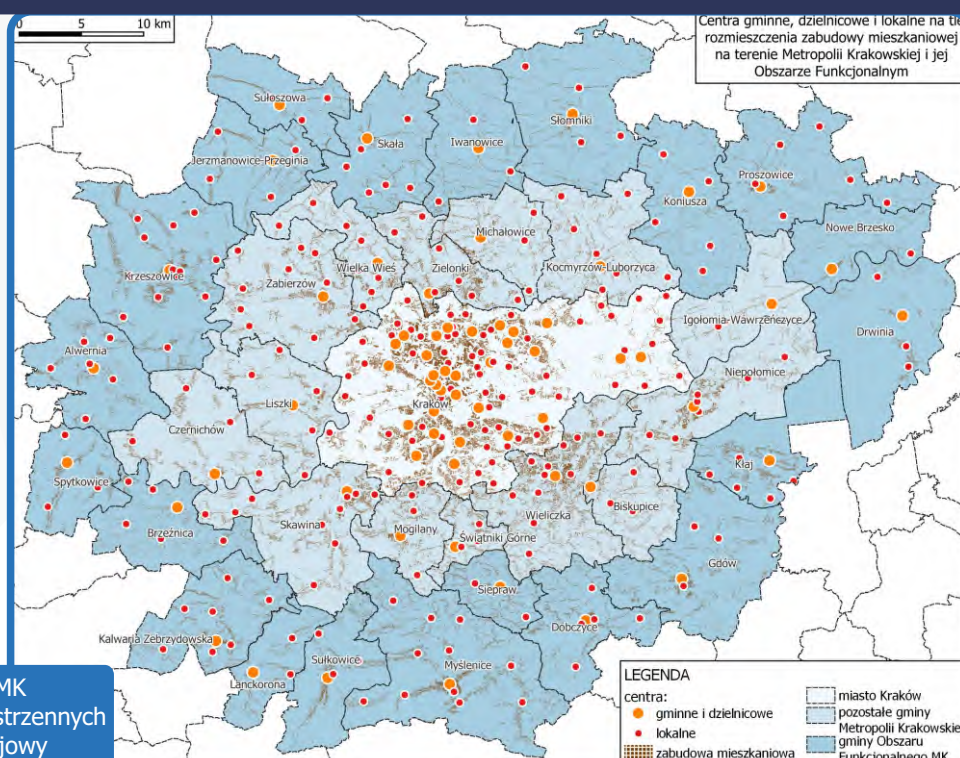 0 5 10 km
Centra gminne, dzielnicowe i lokalne na tle
rozmieszczenia zabudowy mieszkaniowej
na terenie Metropolii Krakowskiej i jej
Obszarze Funkcjonalnym
Sułoszowa
Słomniki
Skała
Iwanowice
Jerzmanowice-Przeginia
Proszowice
Koniusza
Nowe Brzesko
Michałowice
Wielka Wieś
Zielonki
Kocmyrzów-Luborzyca
Krzeszowice
Zabierzów
Igołomia-Wawrzeńczyce
Drwinia
Alwernia
Niepołomice
Liszki
Kraków
Czernichów
Kłaj
Spytkowice
Biskupice
Wieliczka
Skawina
Mogilany
Brzeźnica
Świątniki Górne
Gdów
Siepraw
Dobczyce
Kalwaria Zebrzydowska
Sułkowice
Myślenice
Lanckorona
MK
strzennych
jowy
LEGENDA
centra:
gminne i dzielnicowe
lokalne
zabudowa mieszkaniowa
miasto Kraków
pozostałe gminy
Metropolii Krakowskie
gminy Obszaru
Funkcjonalnego MK